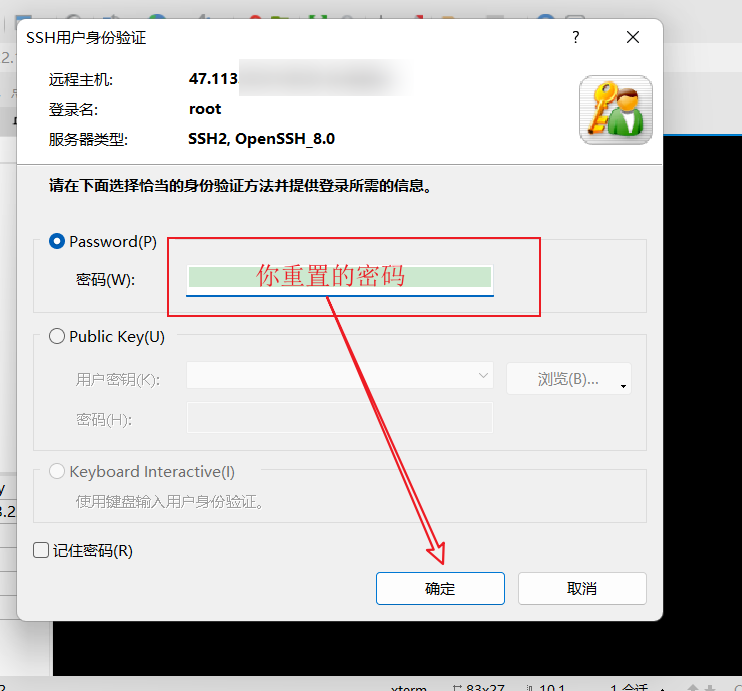 SSH用户身份验证
?
远程主机:
47.113
登录名:
root
服务器类型:
SSH2, OpenSSH_8.0
请在下面选择恰当的身份验证方法并提供登录所需的信息。
Password(P)
密码(W):
你重置的密码
Public Key(U)
用户密钥(K):
浏览(B)...
密码(H):
Keyboard Interactive(I)
使用键盘输入用户身份验证。
记住密码(R)
确定
取消
xterm
83x27
10,1
1 会话